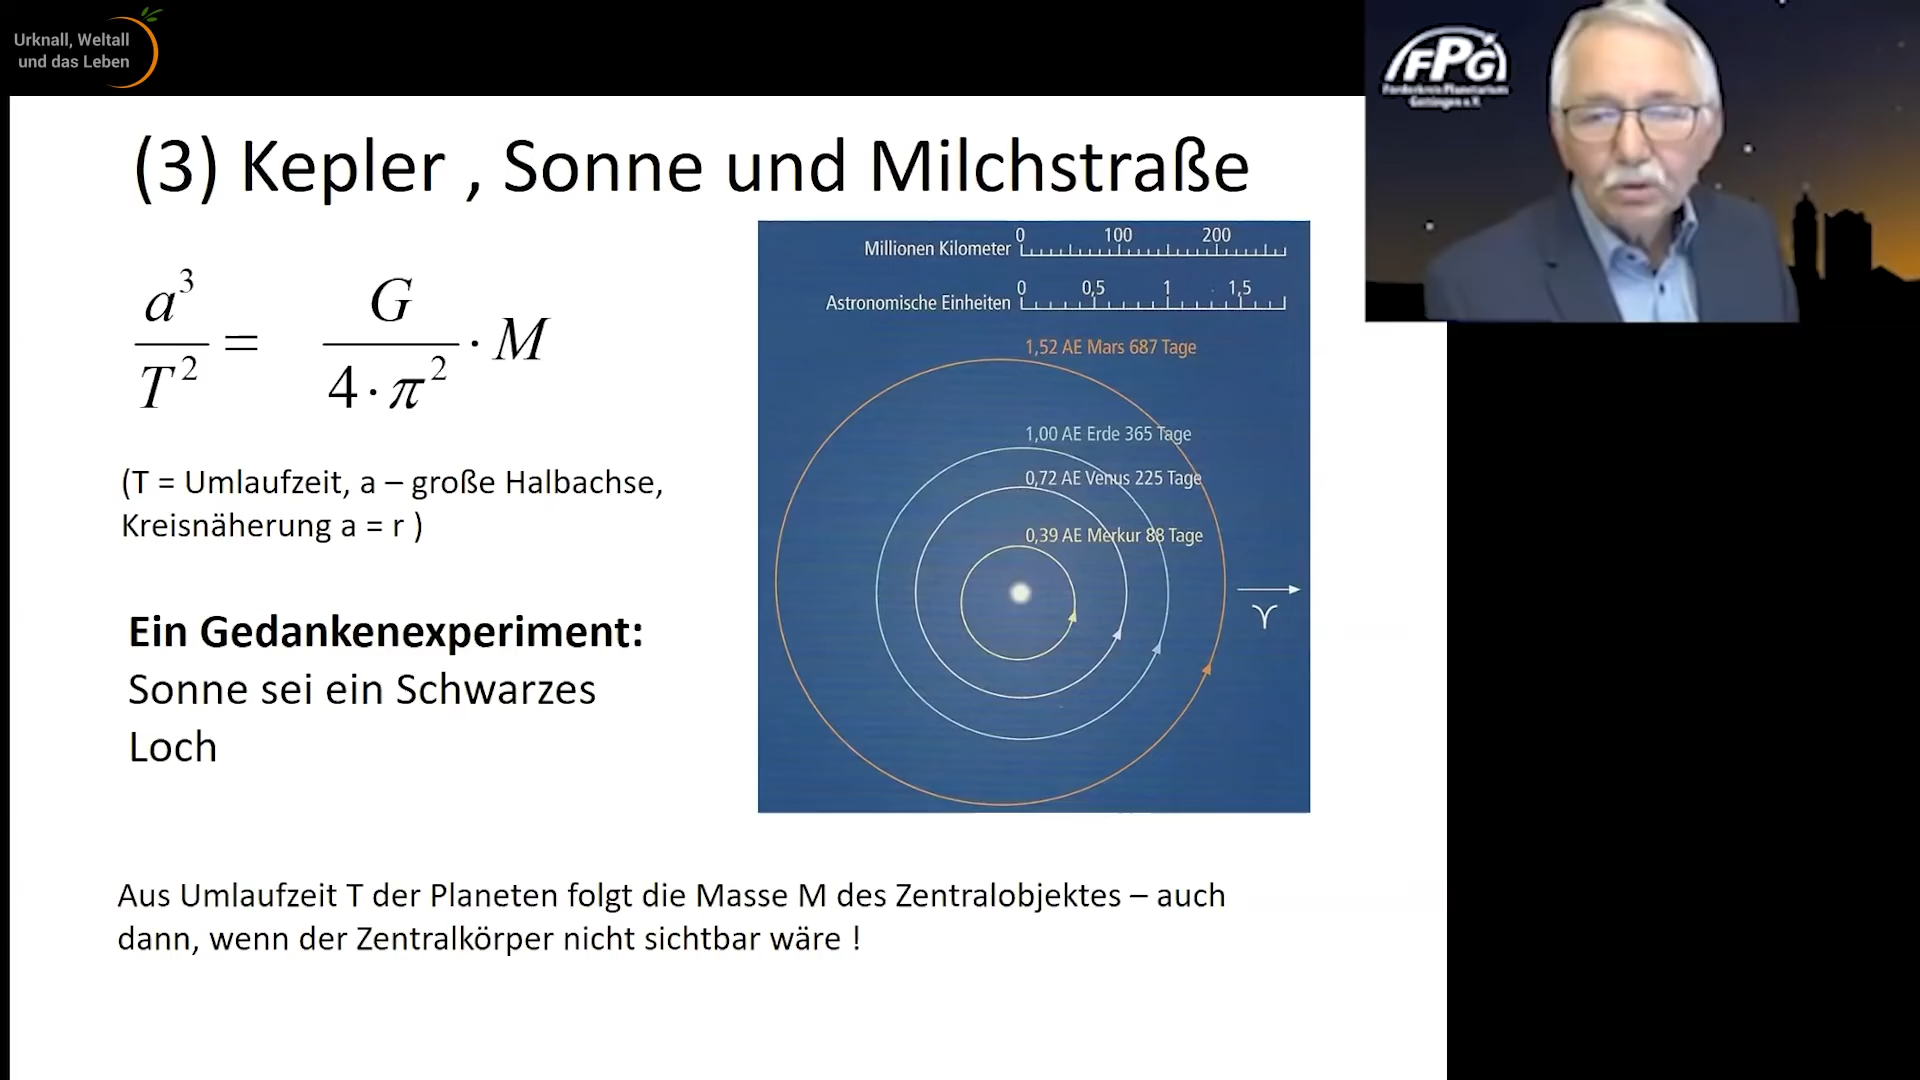 Urknall, Weltall
und das Leben
FPG
Förderkreis Planetarium
Göttingen e.V.
(3) Kepler , Sonne und Milchstraße
a³/T² = G/(4·π²) · M
(T = Umlaufzeit, a – große Halbachse,
Kreisnäherung a = r )
Ein Gedankenexperiment:
Sonne sei ein Schwarzes
Loch
0 100 200
Millionen Kilometer
0 0,5 1 1,5
Astronomische Einheiten
1,52 AE Mars 687 Tage
1,00 AE Erde 365 Tage
0,72 AE Venus 225 Tage
0,39 AE Merkur 88 Tage
♈
Aus Umlaufzeit T der Planeten folgt die Masse M des Zentralobjektes – auch
dann, wenn der Zentralkörper nicht sichtbar wäre !